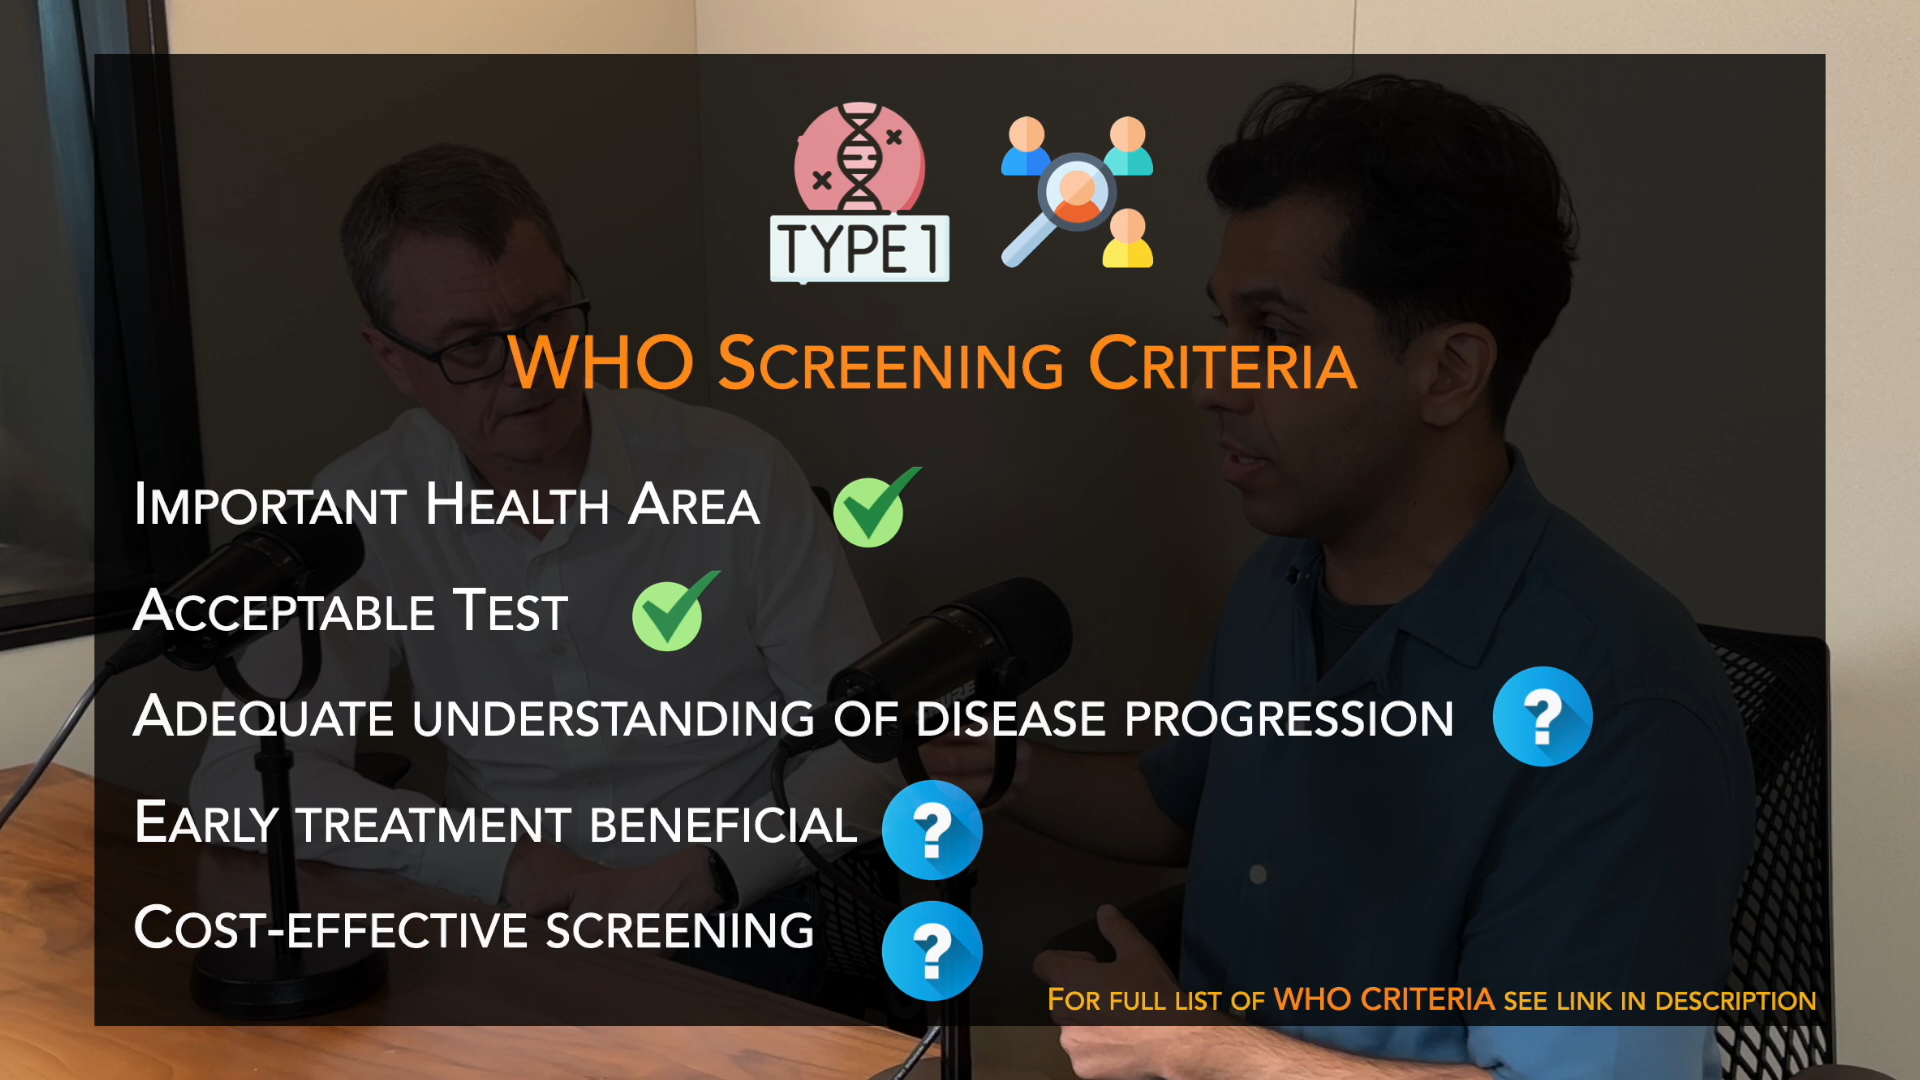 TYPE 1
WHO SCREENING CRITERIA
IMPORTANT HEALTH AREA
ACCEPTABLE TEST
ADEQUATE UNDERSTANDING OF DISEASE PROGRESSION
?
EARLY TREATMENT BENEFICIAL
?
COST-EFFECTIVE SCREENING
?
FOR FULL LIST OF WHO CRITERIA SEE LINK IN DESCRIPTION